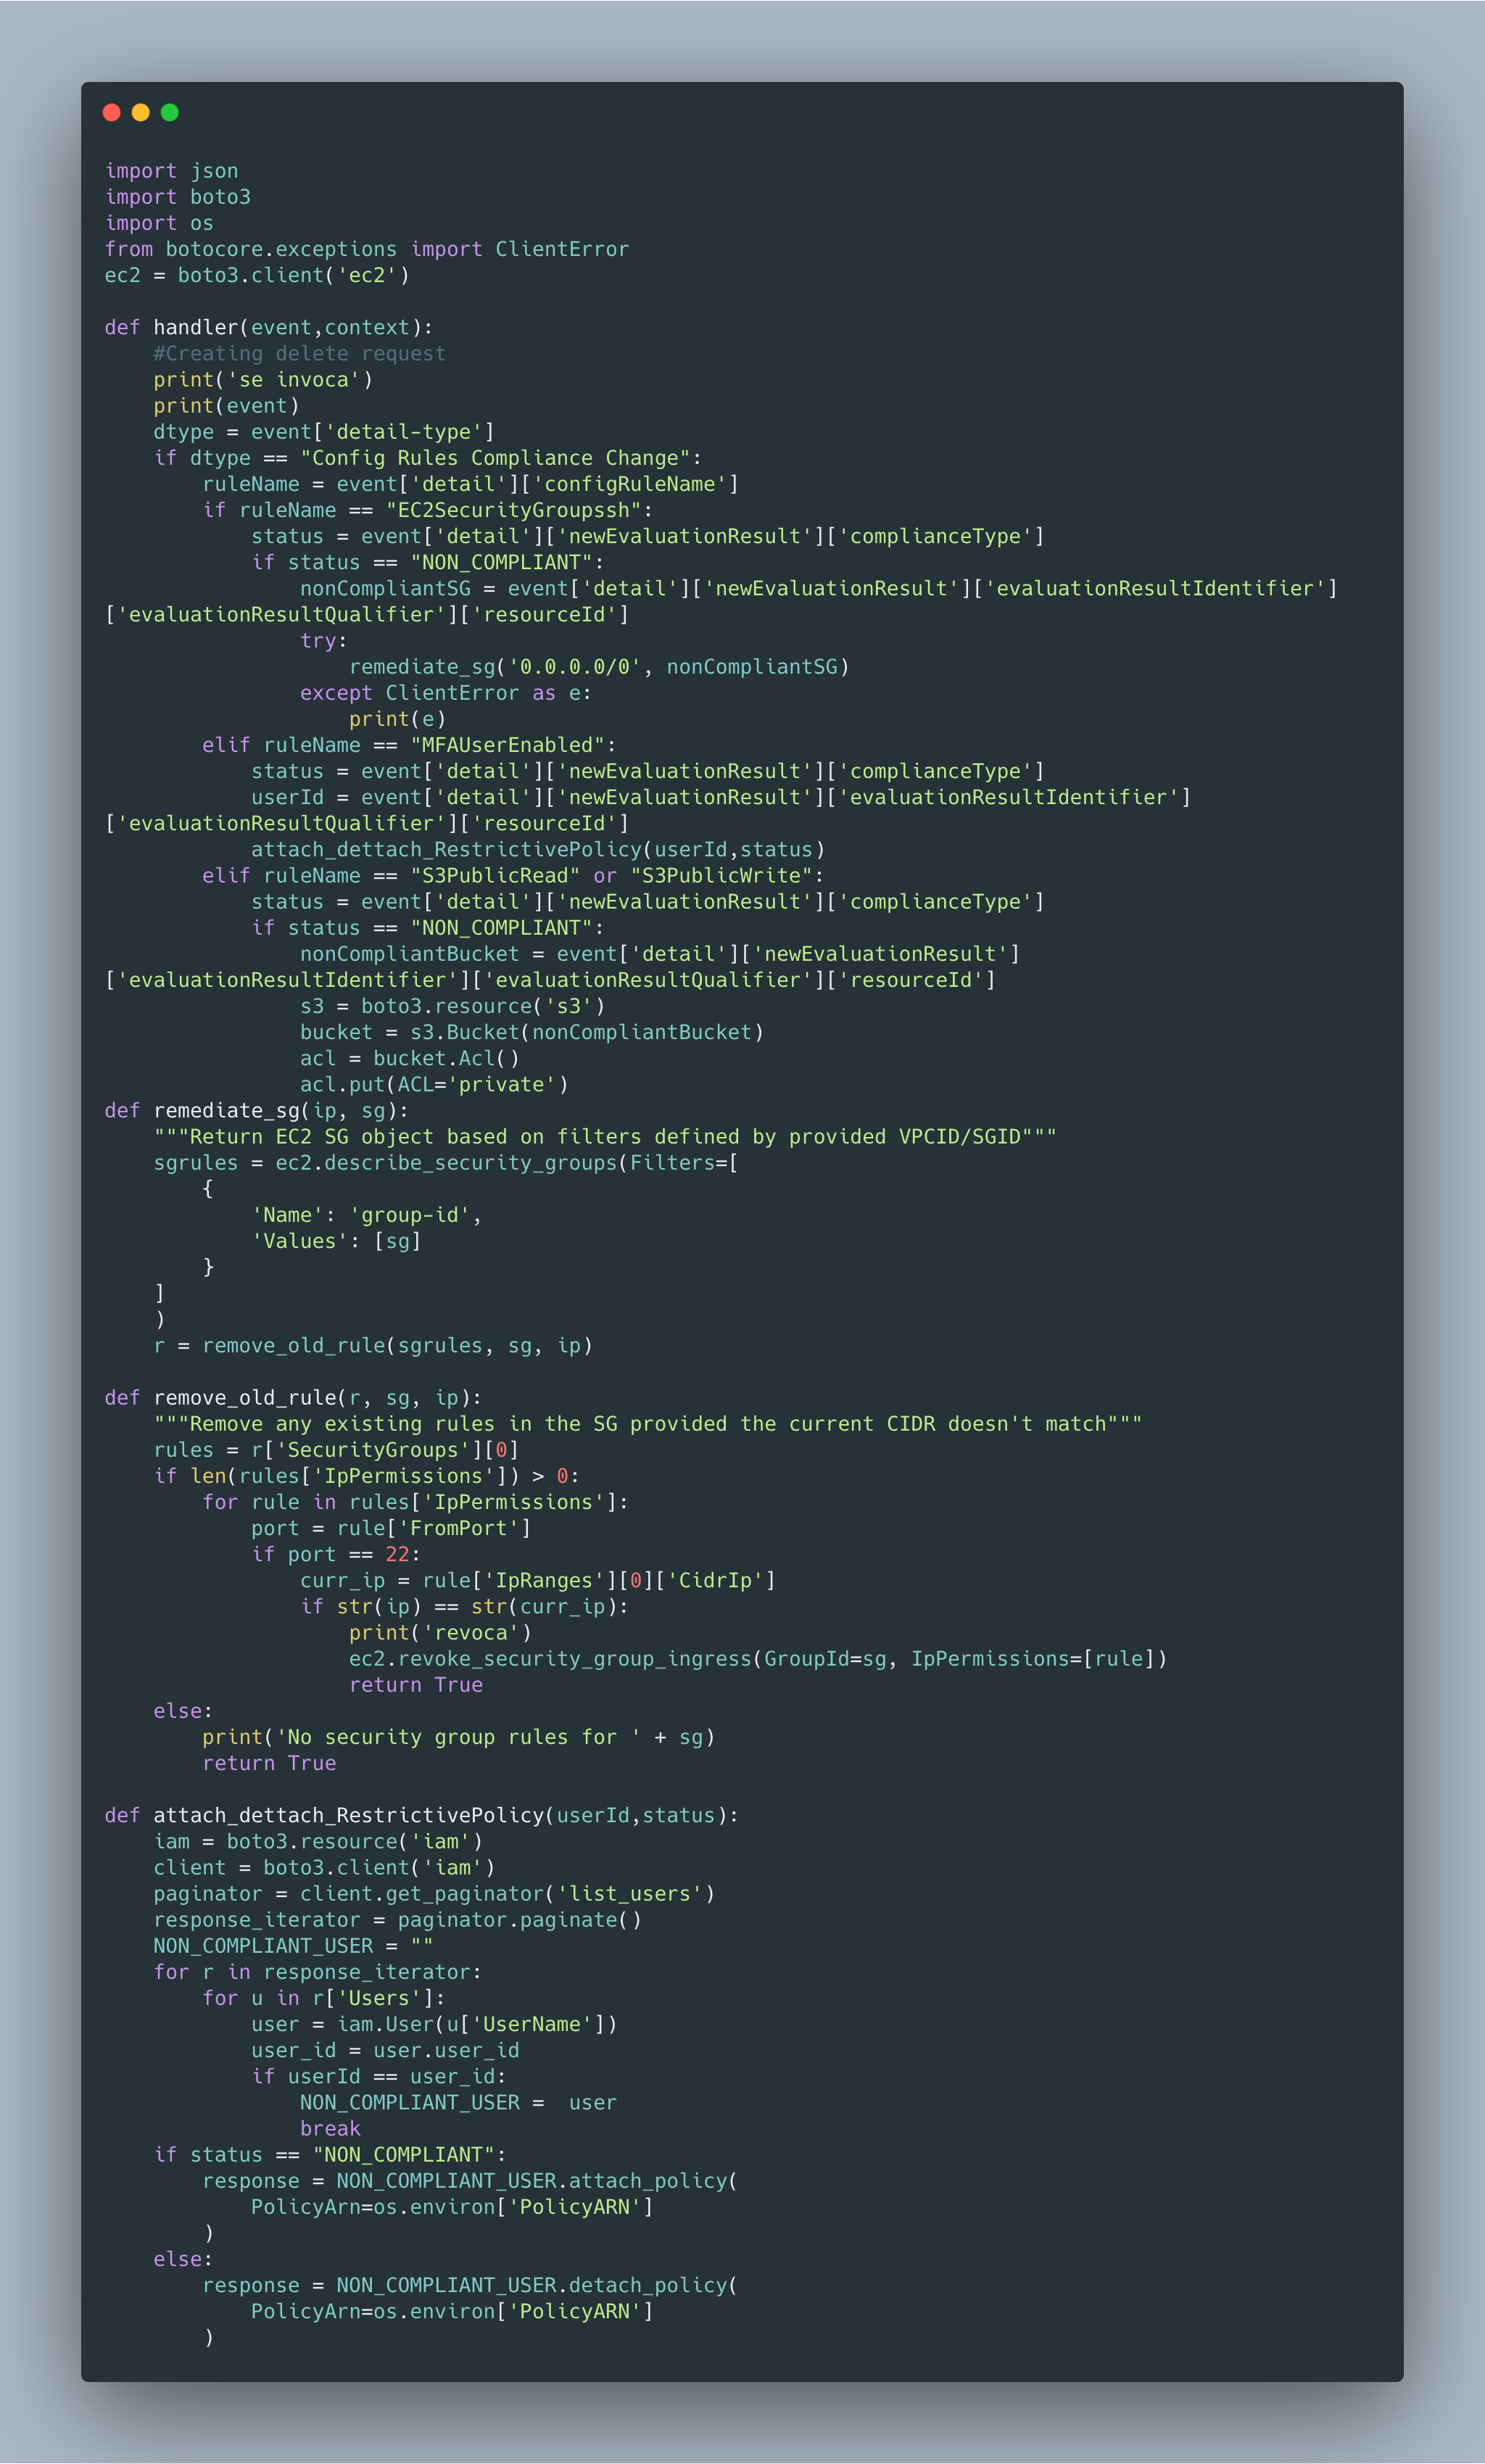 import json
import boto3
import os
from botocore.exceptions import ClientError
ec2 = boto3.client('ec2')

def handler(event,context):
    #Creating delete request
    print('se invoca')
    print(event)
    dtype = event['detail-type']
    if dtype == "Config Rules Compliance Change":
        ruleName = event['detail']['configRuleName']
        if ruleName == "EC2SecurityGroupssh":
            status = event['detail']['newEvaluationResult']['complianceType']
            if status == "NON_COMPLIANT":
                nonCompliantSG = event['detail']['newEvaluationResult']['evaluationResultIdentifier']
['evaluationResultQualifier']['resourceId']
                try:
                    remediate_sg('0.0.0.0/0', nonCompliantSG)
                except ClientError as e:
                    print(e)
        elif ruleName == "MFAUserEnabled":
            status = event['detail']['newEvaluationResult']['complianceType']
            userId = event['detail']['newEvaluationResult']['evaluationResultIdentifier']
['evaluationResultQualifier']['resourceId']
            attach_dettach_RestrictivePolicy(userId,status)
        elif ruleName == "S3PublicRead" or "S3PublicWrite":
            status = event['detail']['newEvaluationResult']['complianceType']
            if status == "NON_COMPLIANT":
                nonCompliantBucket = event['detail']['newEvaluationResult']
['evaluationResultIdentifier']['evaluationResultQualifier']['resourceId']
                s3 = boto3.resource('s3')
                bucket = s3.Bucket(nonCompliantBucket)
                acl = bucket.Acl()
                acl.put(ACL='private')
def remediate_sg(ip, sg):
    """Return EC2 SG object based on filters defined by provided VPCID/SGID"""
    sgrules = ec2.describe_security_groups(Filters=[
        {
            'Name': 'group-id',
            'Values': [sg]
        }
    ]
    )
    r = remove_old_rule(sgrules, sg, ip)

def remove_old_rule(r, sg, ip):
    """Remove any existing rules in the SG provided the current CIDR doesn't match"""
    rules = r['SecurityGroups'][0]
    if len(rules['IpPermissions']) > 0:
        for rule in rules['IpPermissions']:
            port = rule['FromPort']
            if port == 22:
                curr_ip = rule['IpRanges'][0]['CidrIp']
                if str(ip) == str(curr_ip):
                    print('revoca')
                    ec2.revoke_security_group_ingress(GroupId=sg, IpPermissions=[rule])
                    return True
    else:
        print('No security group rules for ' + sg)
        return True

def attach_dettach_RestrictivePolicy(userId,status):
    iam = boto3.resource('iam')
    client = boto3.client('iam')
    paginator = client.get_paginator('list_users')
    response_iterator = paginator.paginate()
    NON_COMPLIANT_USER = ""
    for r in response_iterator:
        for u in r['Users']:
            user = iam.User(u['UserName'])
            user_id = user.user_id
            if userId == user_id:
                NON_COMPLIANT_USER =  user
                break
    if status == "NON_COMPLIANT":
        response = NON_COMPLIANT_USER.attach_policy(
            PolicyArn=os.environ['PolicyARN']
        )
    else:
        response = NON_COMPLIANT_USER.detach_policy(
            PolicyArn=os.environ['PolicyARN']
        )